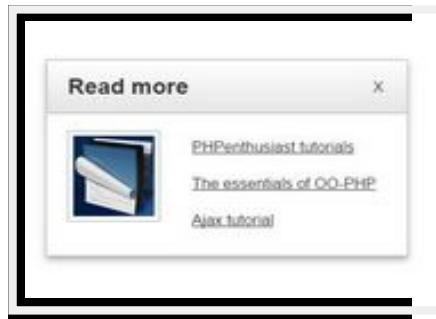 Read more x
PHPenthusiast tutorials
The essentials of OO-PHP
Ajax tutorial